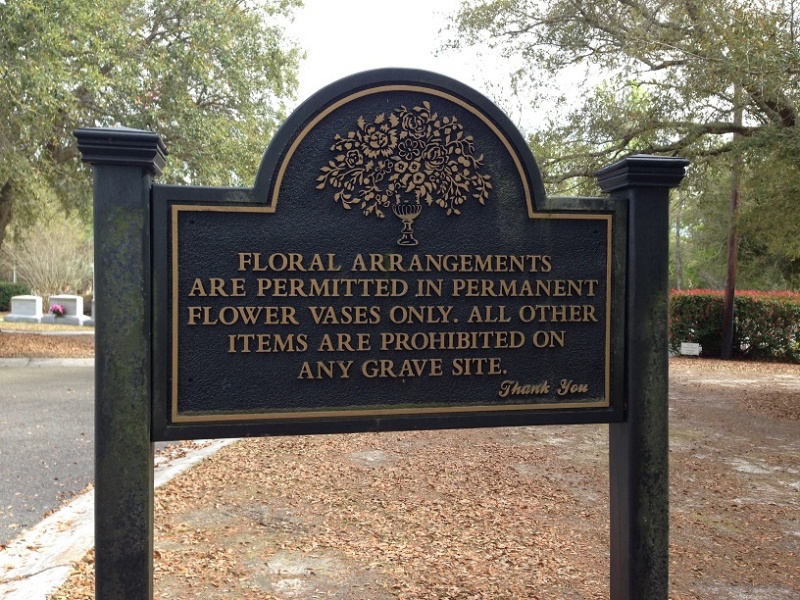 FLORAL ARRANGEMENTS
ARE PERMITTED IN PERMANENT
FLOWER VASES ONLY. ALL OTHER
ITEMS ARE PROHIBITED ON
ANY GRAVE SITE.
Thank You